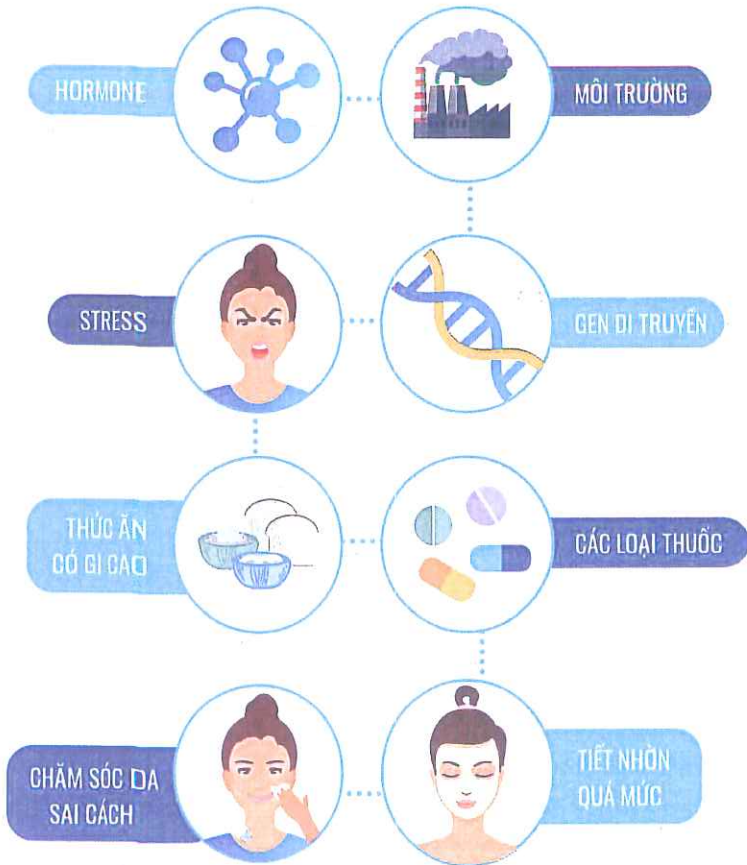 HORMONE
MÔI TRƯỜNG
STRESS
GEN DI TRUYỀN
THỨC ĂN
CÓ GI CAO
CÁC LOẠI THUỐC
CHĂM SÓC DA
SAI CÁCH
TIẾT NHỜN
QUÁ MỨC